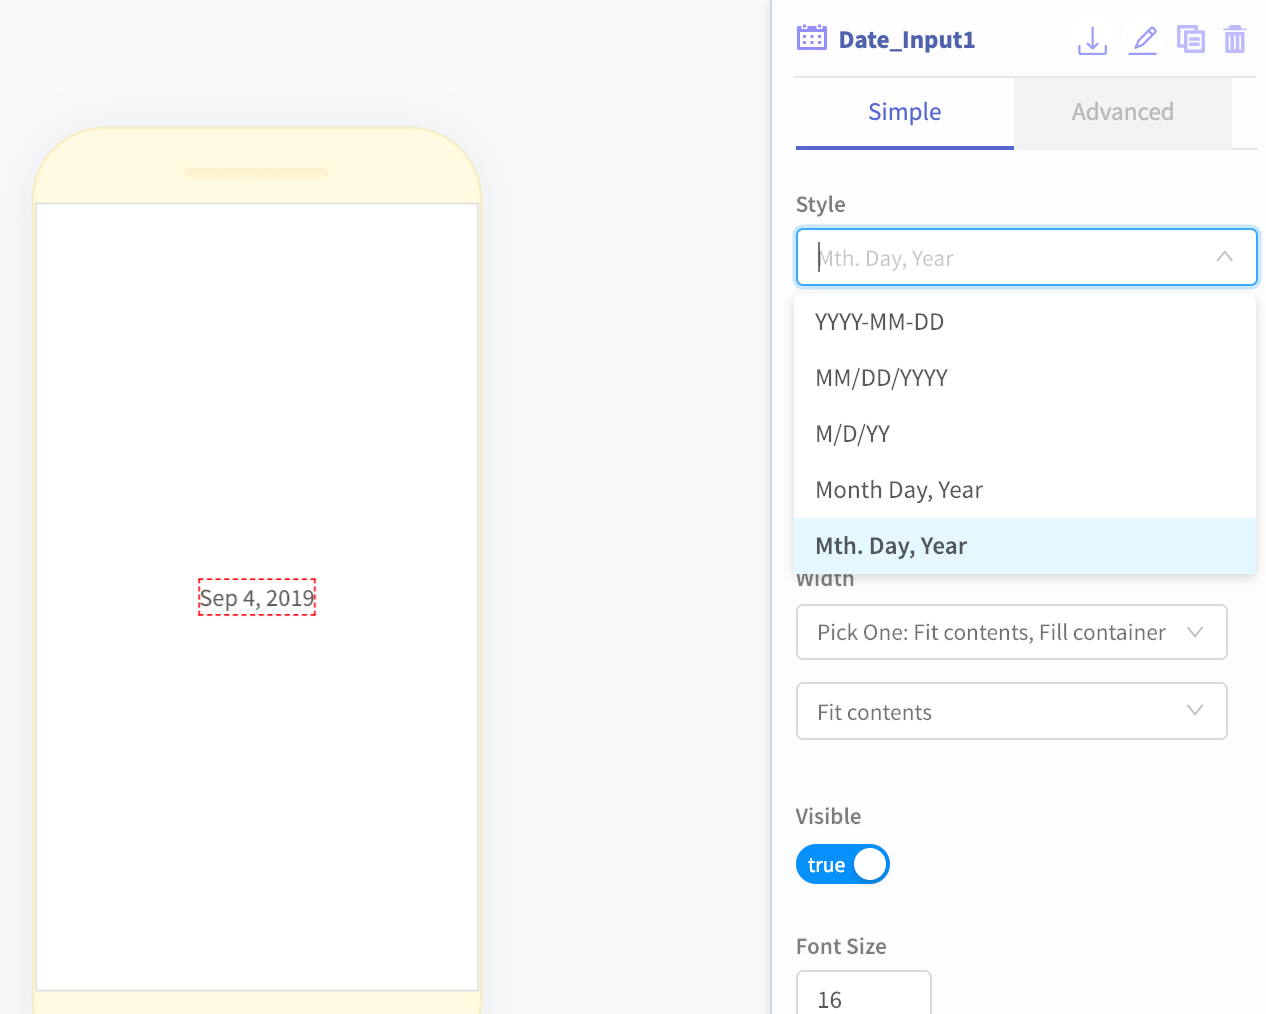 Date_Input1
Simple
Advanced
Style
Mth. Day, Year
YYYY-MM-DD
MM/DD/YYYY
M/D/YY
Month Day, Year
Mth. Day, Year
Sep 4, 2019
Width
Pick One: Fit contents, Fill container
Fit contents
Visible
true
Font Size
16